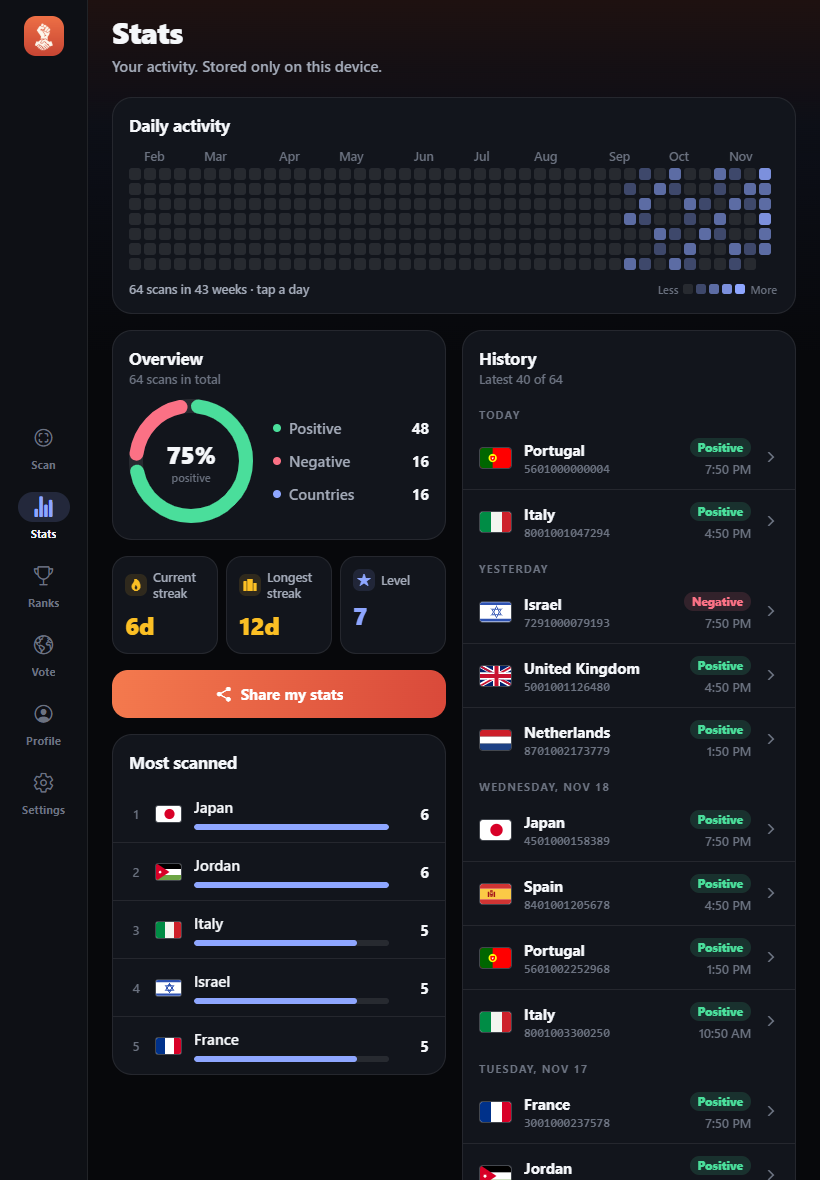 Stats
Your activity. Stored only on this device.
Daily activity
Feb Mar Apr May Jun Jul Aug Sep Oct Nov
64 scans in 43 weeks · tap a day
Less More
Scan
Stats
Ranks
Vote
Profile
Settings
Overview
64 scans in total
75%
positive
Positive 48
Negative 16
Countries 16
Current streak
6d
Longest streak
12d
Level
7
Share my stats
Most scanned
1 Japan 6
2 Jordan 6
3 Italy 5
4 Israel 5
5 France 5
History
Latest 40 of 64
TODAY
Portugal Positive
5601000000004 7:50 PM
Italy Positive
8001001047294 4:50 PM
YESTERDAY
Israel Negative
7291000079193 7:50 PM
United Kingdom Positive
5001001126480 4:50 PM
Netherlands Positive
8701002173779 1:50 PM
WEDNESDAY, NOV 18
Japan Positive
4501000158389 7:50 PM
Spain Positive
8401001205678 4:50 PM
Portugal Positive
5601002252968 1:50 PM
Italy Positive
8001003300250 10:50 AM
TUESDAY, NOV 17
France Positive
3001000237578 7:50 PM
Jordan Positive